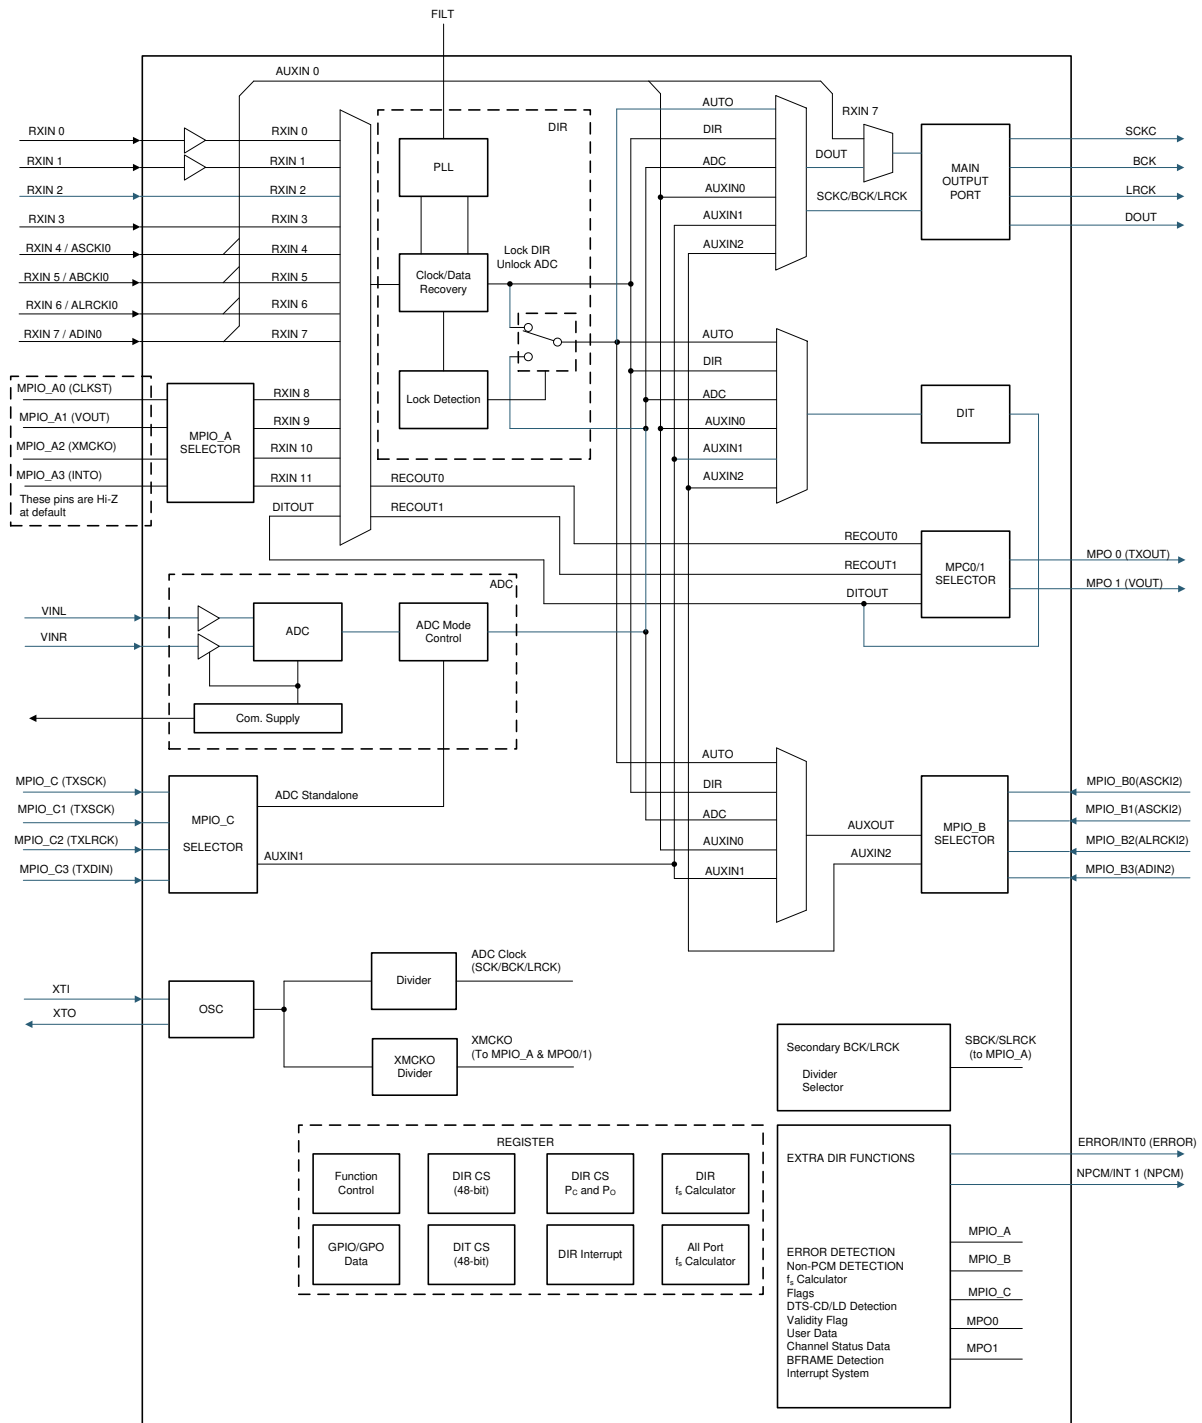 FILT
AUXIN 0
RXIN 0
RXIN 1
RXIN 2
RXIN 3
RXIN 4 / ASCKI0
RXIN 5 / ABCKI0
RXIN 6 / ALRCKI0
RXIN 7 / ADIN0
RXIN 0
RXIN 1
RXIN 2
RXIN 3
RXIN 4
RXIN 5
RXIN 6
RXIN 7
MPIO_A0 (CLKST)
MPIO_A1 (VOUT)
MPIO_A2 (XMCKO)
MPIO_A3 (INTO)
These pins are Hi-Z
at default
MPIO_A
SELECTOR
RXIN 8
RXIN 9
RXIN 10
RXIN 11
DITOUT
DIR
PLL
Clock/Data
Recovery
Lock DIR
Unlock ADC
Lock Detection
RECOUT0
RECOUT1
AUTO
DIR
ADC
AUXIN0
AUXIN1
AUXIN2
RXIN 7
DOUT
SCKC/BCK/LRCK
MAIN
OUTPUT
PORT
SCKC
BCK
LRCK
DOUT
AUTO
DIR
ADC
AUXIN0
AUXIN1
AUXIN2
DIT
RECOUT0
RECOUT1
DITOUT
MPC0/1
SELECTOR
MPO 0 (TXOUT)
MPO 1 (VOUT)
ADC
VINL
VINR
ADC
ADC Mode
Control
Com. Supply
MPIO_C (TXSCK)
MPIO_C1 (TXSCK)
MPIO_C2 (TXLRCK)
MPIO_C3 (TXDIN)
MPIO_C
SELECTOR
ADC Standalone
AUXIN1
AUTO
DIR
ADC
AUXIN0
AUXIN1
AUXOUT
AUXIN2
MPIO_B
SELECTOR
MPIO_B0(ASCKI2)
MPIO_B1(ASCKI2)
MPIO_B2(ALRCKI2)
MPIO_B3(ADIN2)
XTI
XTO
OSC
Divider
ADC Clock
(SCK/BCK/LRCK)
XMCKO
Divider
XMCKO
(To MPIO_A & MPO0/1)
Secondary BCK/LRCK
Divider
Selector
SBCK/SLRCK
(to MPIO_A)
REGISTER
Function
Control
DIR CS
(48-bit)
DIR CS
PC and PO
DIR
fs Calculator
GPIO/GPO
Data
DIT CS
(48-bit)
DIR Interrupt
All Port
fs Calculator
EXTRA DIR FUNCTIONS
ERROR DETECTION
Non-PCM DETECTION
fs Calculator
Flags
DTS-CD/LD Detection
Validity Flag
User Data
Channel Status Data
BFRAME Detection
Interrupt System
ERROR/INT0 (ERROR)
NPCM/INT 1 (NPCM)
MPIO_A
MPIO_B
MPIO_C
MPO0
MPO1